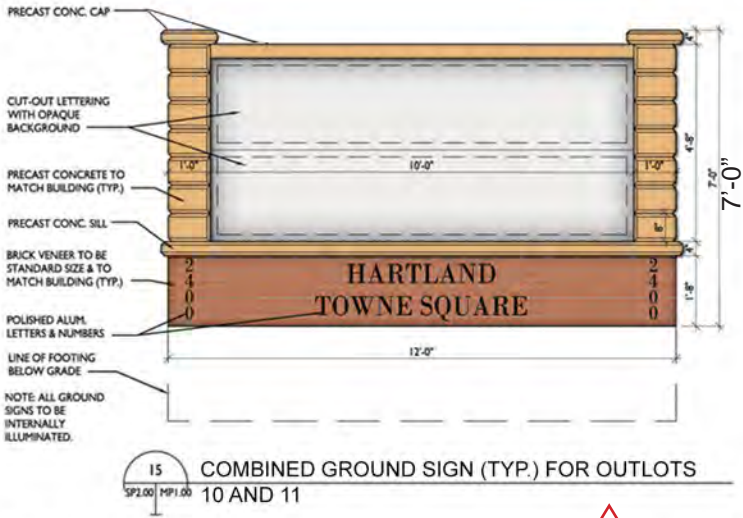 PRECAST CONC. CAP
CUT-OUT LETTERING
WITH OPAQUE
BACKGROUND
PRECAST CONCRETE TO
MATCH BUILDING (TYP.)
PRECAST CONC. SILL
BRICK VENEER TO BE
STANDARD SIZE & TO
MATCH BUILDING (TYP.)
POLISHED ALUM.
LETTERS & NUMBERS
LINE OF FOOTING
BELOW GRADE
NOTE: ALL GROUND
SIGNS TO BE
INTERNALLY
ILLUMINATED.
1'-0"
10'-0"
1'-0"
4"
4'-8"
8"
4"
1'-8"
7'-0"
7'-0"
2400
HARTLAND
TOWNE SQUARE
2400
12'-0"
15
SP2.00 MP1.00
COMBINED GROUND SIGN (TYP.) FOR OUTLOTS
10 AND 11